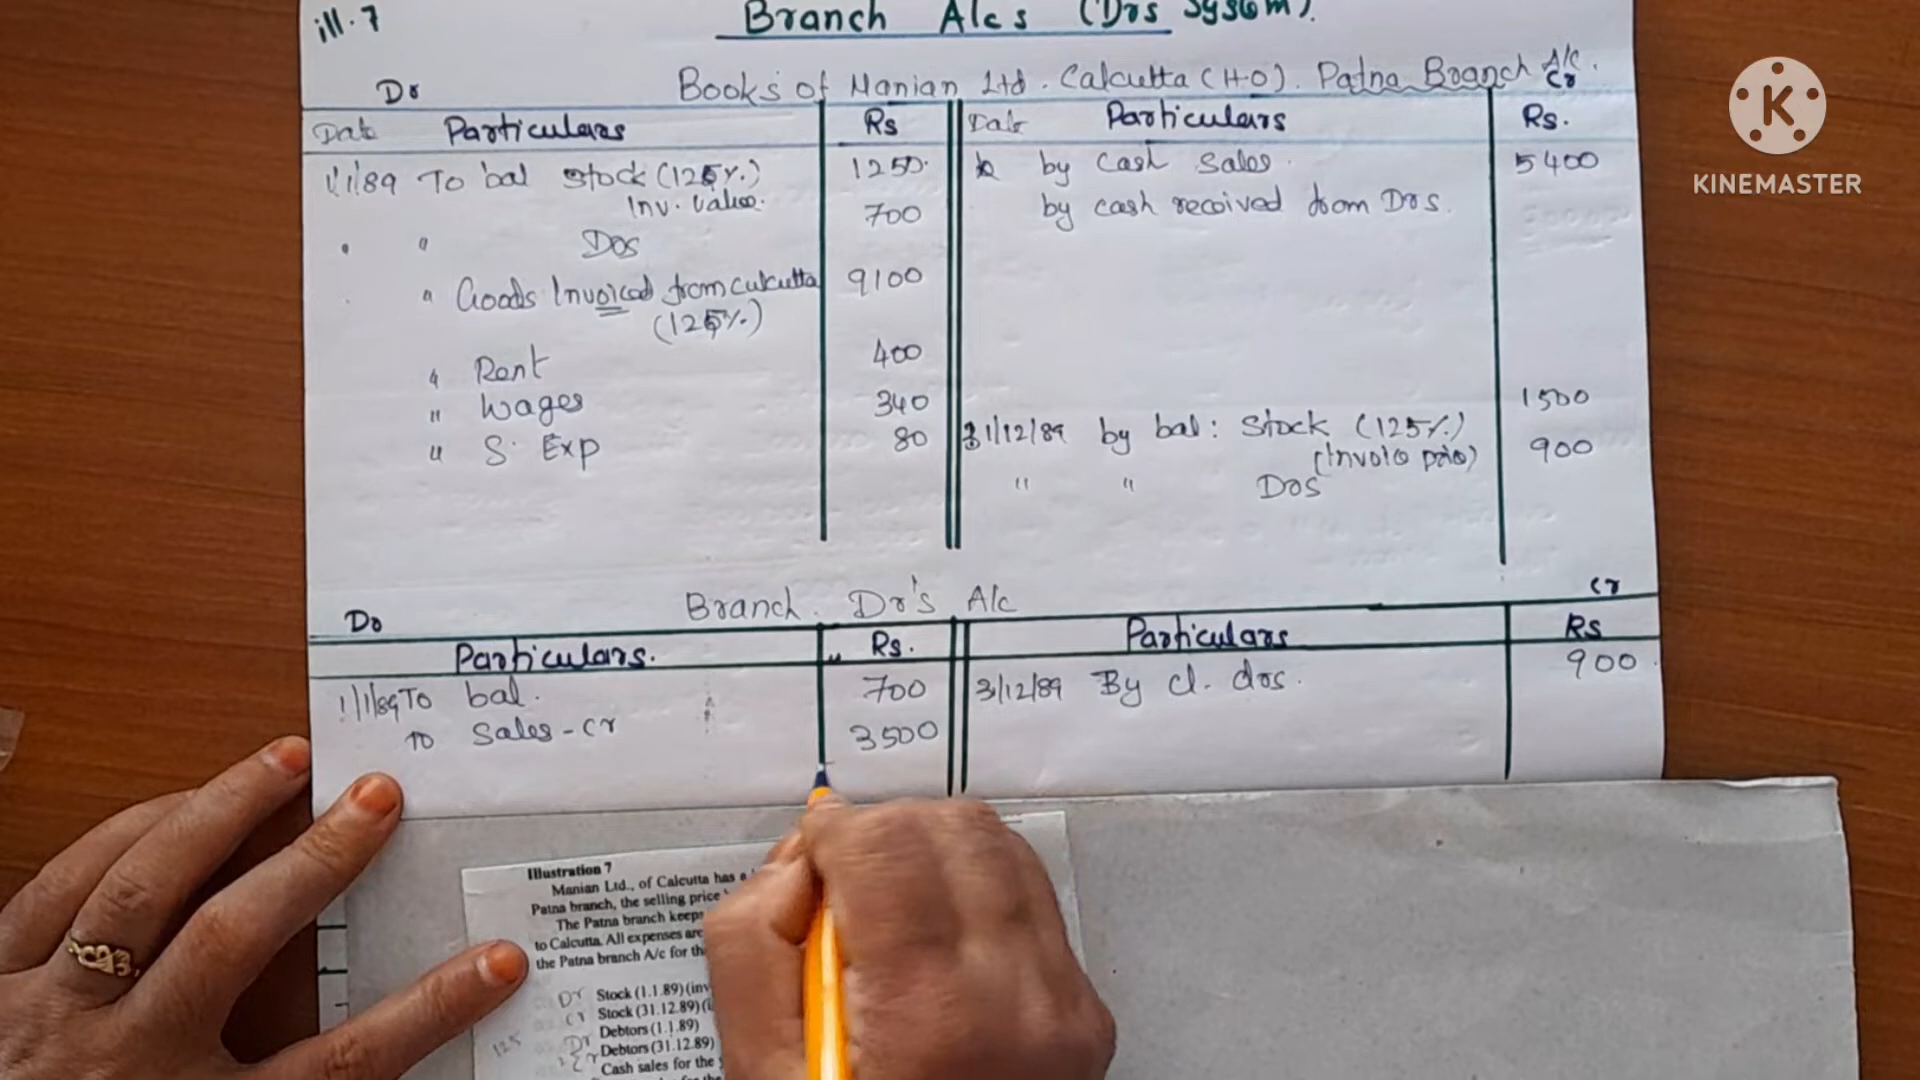 ill.7
Branch A/cs (Drs System).
Books of Manian Ltd. Calcutta (H.O). Patna Branch A/c.
Dr
Cr
Date Particulars Rs Date Particulars Rs.
1/1/89 To bal Stock (125%) 1250
Inv. value.
" Drs 700
" Goods Invoiced from Calcutta 9100
(125%)
" Rent 400
" Wages 340
" S. Exp 80
by cash sales. 5400
by cash received from Drs.
31/12/89 by bal: Stock (125%) 1500
(Invoice price)
" " Drs 900
Branch Dr's A/c
Dr
Cr
Particulars. Rs. Particulars Rs
1/1/89 To bal. 700 31/12/89 By cl. drs. 900
To Sales-cr 3500
KINEMASTER
Illustration 7
Manian Ltd., of Calcutta has a
Patna branch, the selling price
The Patna branch keeps
to Calcutta. All expenses are
the Patna branch A/c for th
Dr Stock (1.1.89) (inv
Cr Stock (31.12.89) (
125 Dr Debtors (1.1.89)
Cr Debtors (31.12.89)
Cash sales for the